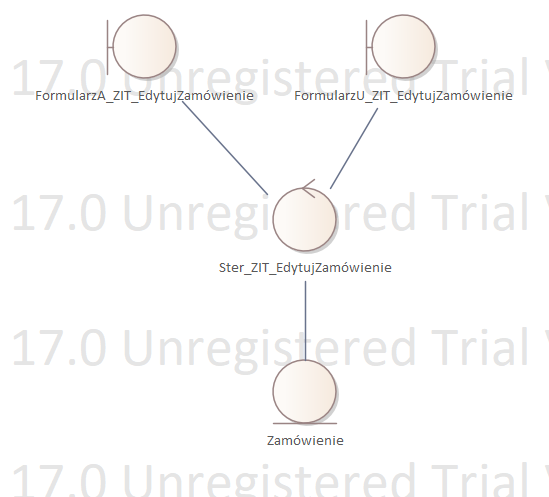 17.0 Unregistered Trial V
FormularzA_ZIT_EdytujZamówienie
FormularzU_ZIT_EdytujZamówienie
17.0 Unregistered Trial V
Ster_ZIT_EdytujZamówienie
17.0 Unregistered Trial V
Zamówienie
17.0 Unregistered Trial V